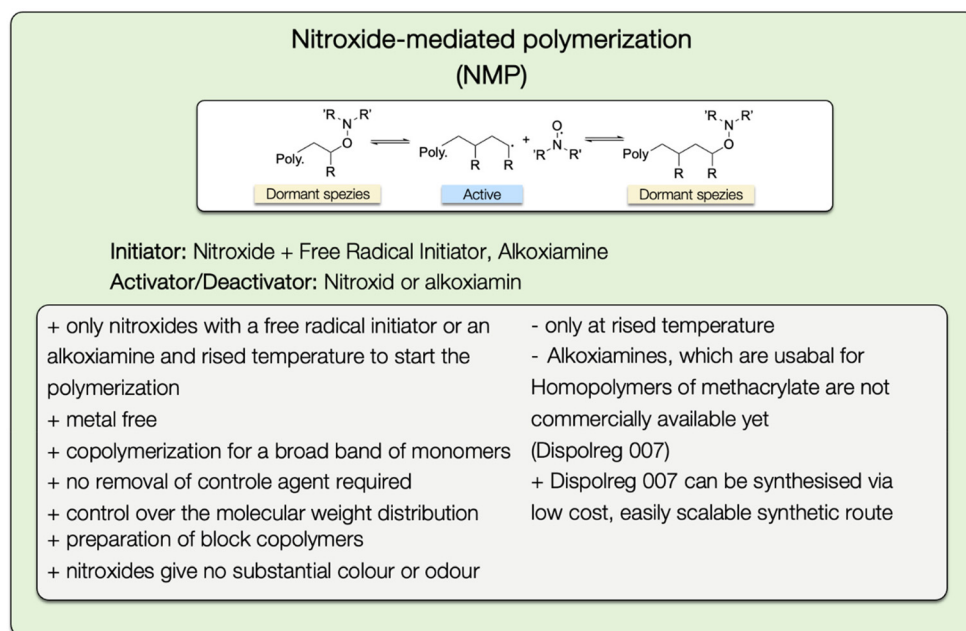 Nitroxide-mediated polymerization
(NMP)
'R N R'
O
R
Poly.
Dormant spezies
Poly.
R R
Active
+
O
'R N R'
'R N R'
O
Poly
R R
Dormant spezies
Initiator: Nitroxide + Free Radical Initiator, Alkoxiamine
Activator/Deactivator: Nitroxid or alkoxiamin
+ only nitroxides with a free radical initiator or an
alkoxiamine and rised temperature to start the
polymerization
+ metal free
+ copolymerization for a broad band of monomers
+ no removal of controle agent required
+ control over the molecular weight distribution
+ preparation of block copolymers
+ nitroxides give no substantial colour or odour
- only at rised temperature
- Alkoxiamines, which are usabal for
Homopolymers of methacrylate are not
commercially available yet
(Dispolreg 007)
+ Dispolreg 007 can be synthesised via
low cost, easily scalable synthetic route